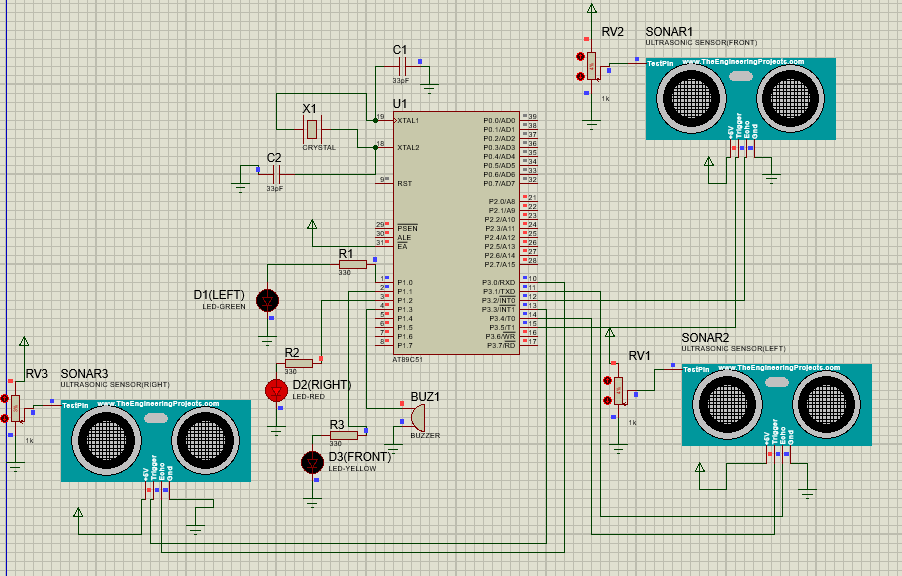 RV2
1k
SONAR1
ULTRASONIC SENSOR(FRONT)
TestPin
www.TheEngineeringProjects.com
+5V
Trigger
Echo
Gnd
C1
33pF
X1
CRYSTAL
C2
33pF
U1
19 XTAL1
18 XTAL2
9 RST
29 PSEN
30 ALE
31 EA
1 P1.0
2 P1.1
3 P1.2
4 P1.3
5 P1.4
6 P1.5
7 P1.6
8 P1.7
P0.0/AD0 39
P0.1/AD1 38
P0.2/AD2 37
P0.3/AD3 36
P0.4/AD4 35
P0.5/AD5 34
P0.6/AD6 33
P0.7/AD7 32
P2.0/A8 21
P2.1/A9 22
P2.2/A10 23
P2.3/A11 24
P2.4/A12 25
P2.5/A13 26
P2.6/A14 27
P2.7/A15 28
P3.0/RXD 10
P3.1/TXD 11
P3.2/INT0 12
P3.3/INT1 13
P3.4/T0 14
P3.5/T1 15
P3.6/WR 16
P3.7/RD 17
AT89C51
R1
330
D1(LEFT)
LED-GREEN
R2
330
D2(RIGHT)
LED-RED
R3
330
D3(FRONT)
LED-YELLOW
BUZ1
BUZZER
RV1
1k
SONAR2
ULTRASONIC SENSOR(LEFT)
TestPin
www.TheEngineeringProjects.com
+5V
Trigger
Echo
Gnd
RV3
1k
SONAR3
ULTRASONIC SENSOR(RIGHT)
TestPin
www.TheEngineeringProjects.com
+5V
Trigger
Echo
Gnd